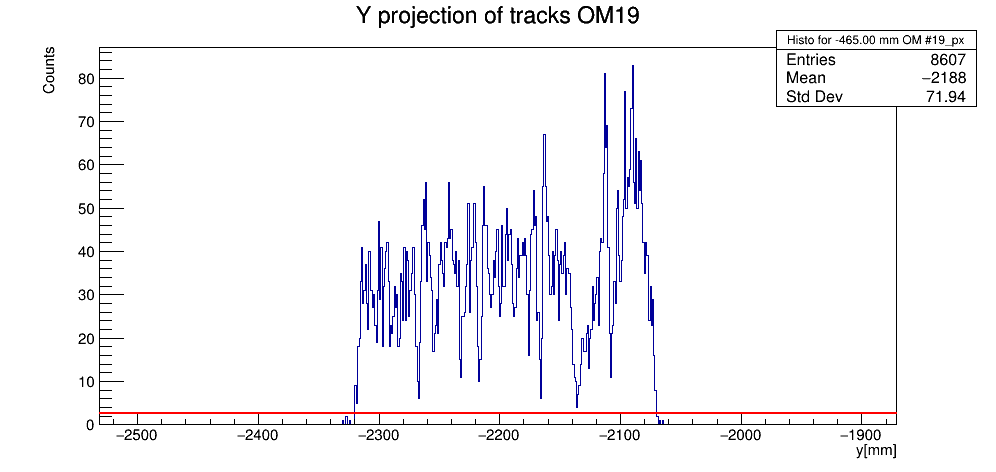 Y projection of tracks OM19
Histo for -465.00 mm OM #19_px
Entries 8607
Mean −2188
Std Dev 71.94
Counts
80
70
60
50
40
30
20
10
0
−2500 −2400 −2300 −2200 −2100 −2000 −1900
y[mm]